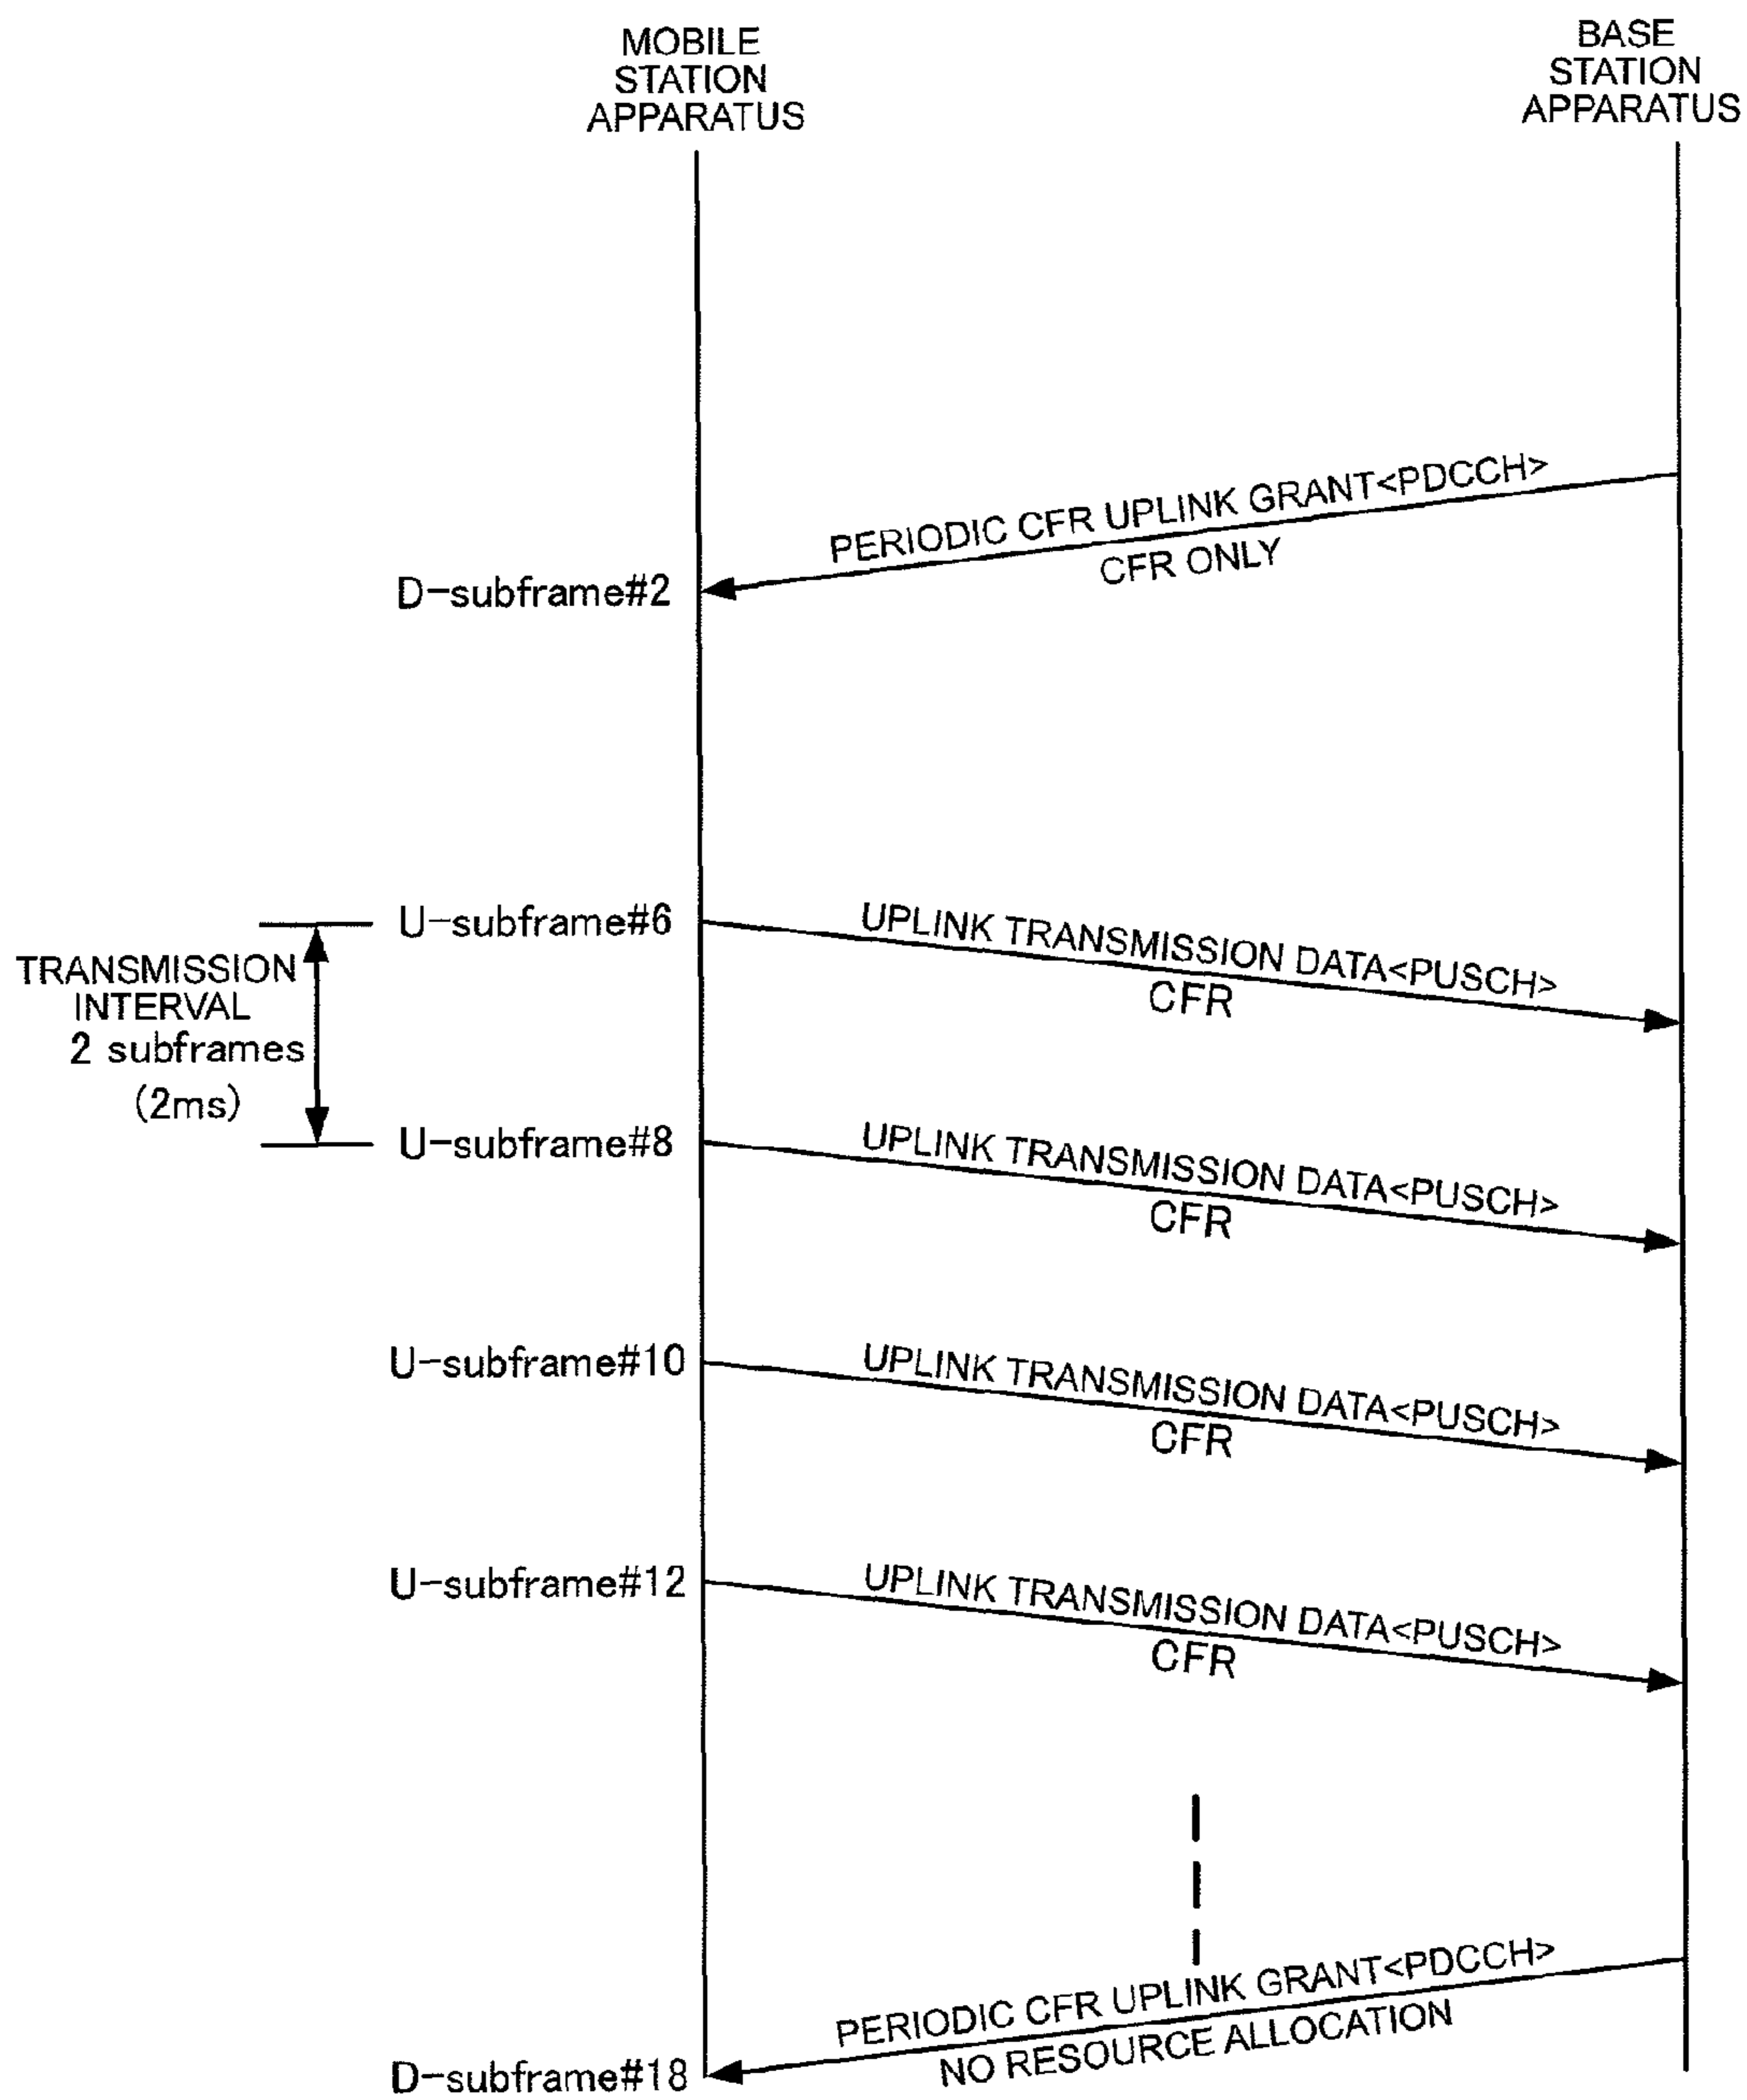 MOBILE
STATION
APPARATUS
BASE
STATION
APPARATUS
PERIODIC CFR UPLINK GRANT<PDCCH>
CFR ONLY
D-subframe#2
U-subframe#6
UPLINK TRANSMISSION DATA<PUSCH>
CFR
TRANSMISSION
INTERVAL
2 subframes
(2ms)
U-subframe#8
UPLINK TRANSMISSION DATA<PUSCH>
CFR
U-subframe#10
UPLINK TRANSMISSION DATA<PUSCH>
CFR
U-subframe#12
UPLINK TRANSMISSION DATA<PUSCH>
CFR
PERIODIC CFR UPLINK GRANT<PDCCH>
NO RESOURCE ALLOCATION
D-subframe#18